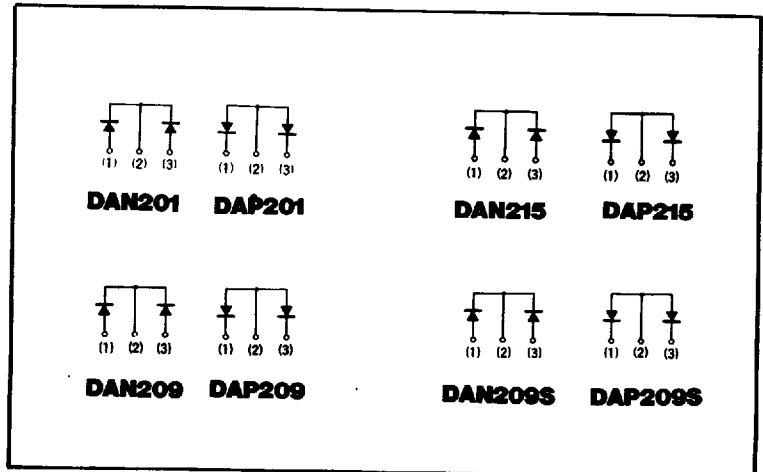 (1) (2) (3) (1) (2) (3) (1) (2) (3) (1) (2) (3)
DAN201 DAP201 DAN215 DAP215
(1) (2) (3) (1) (2) (3) (1) (2) (3) (1) (2) (3)
DAN209 DAP209 DAN209S DAP209S